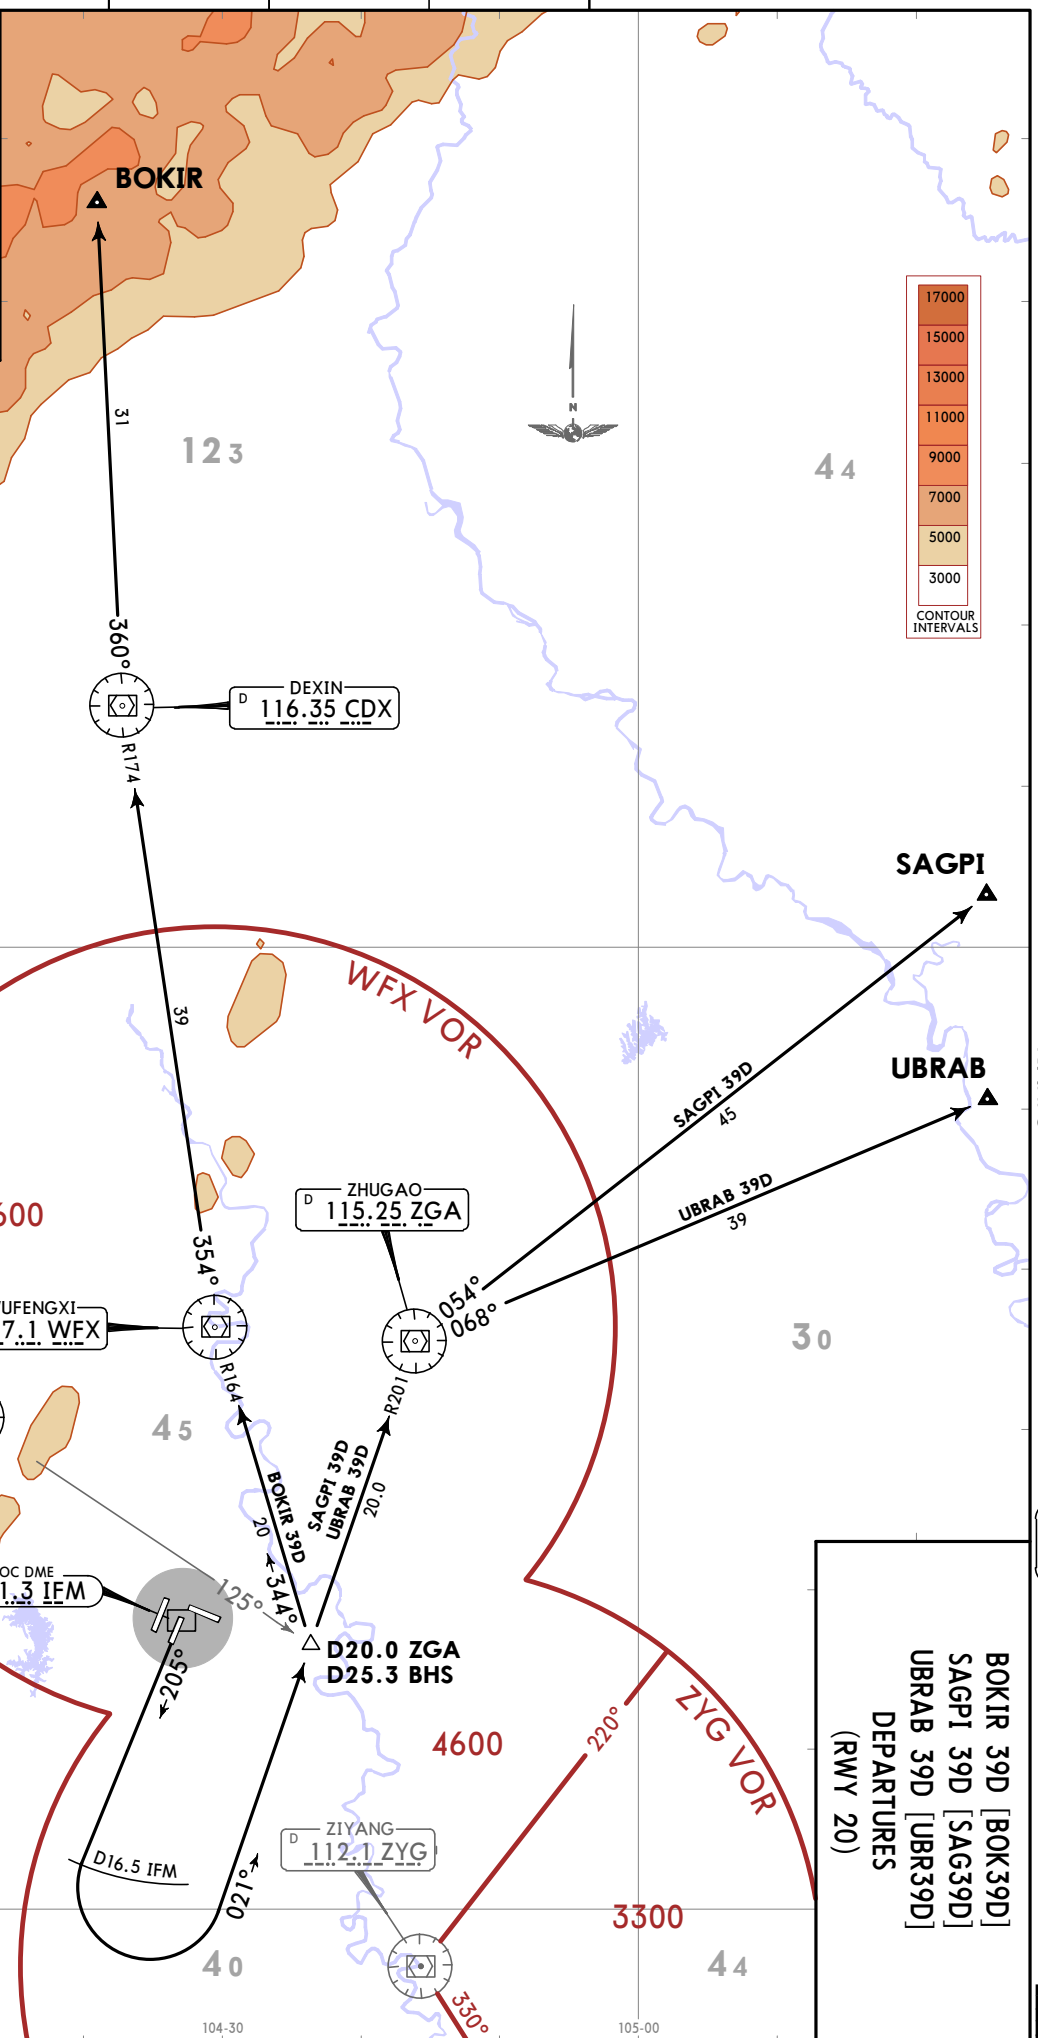 BOKIR
17000
15000
13000
11000
9000
7000
5000
3000
CONTOUR
INTERVALS
N
31
123
44
360°
DEXIN
D 116.35 CDX
R174
SAGPI
WFX VOR
39
UBRAB
SAGPI 39D
45
ZHUGAO
D 115.25 ZGA
UBRAB 39D
39
600
354°
054°
068°
UFENGXI
7.1 WFX
30
R164
R201
45
SAGPI 39D
UBRAB 39D
20.0
BOKIR 39D
20
344°
OC DME
1.3 IFM
125°
D20.0 ZGA
D25.3 BHS
205°
4600
220°
ZYG VOR
BOKIR 39D [BOK39D]
SAGPI 39D [SAG39D]
UBRAB 39D [UBR39D]
DEPARTURES
(RWY 20)
ZIYANG
D 112.1 ZYG
D16.5 IFM
021°
3300
40
44
330°
104-30
105-00